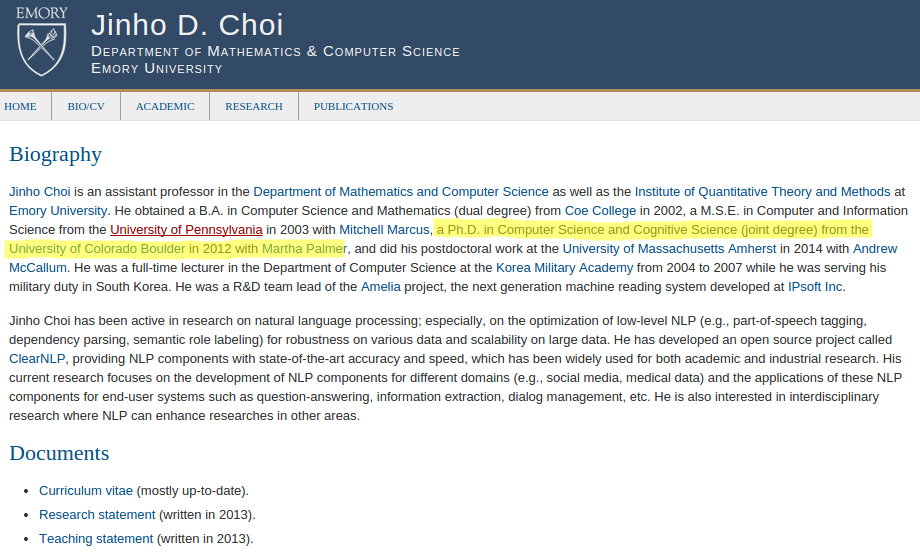 EMORY
Jinho D. Choi
Department of Mathematics & Computer Science
Emory University
HOME BIO/CV ACADEMIC RESEARCH PUBLICATIONS
Biography
Jinho Choi is an assistant professor in the Department of Mathematics and Computer Science as well as the Institute of Quantitative Theory and Methods at
Emory University. He obtained a B.A. in Computer Science and Mathematics (dual degree) from Coe College in 2002, a M.S.E. in Computer and Information
Science from the University of Pennsylvania in 2003 with Mitchell Marcus, a Ph.D. in Computer Science and Cognitive Science (joint degree) from the
University of Colorado Boulder in 2012 with Martha Palmer, and did his postdoctoral work at the University of Massachusetts Amherst in 2014 with Andrew
McCallum. He was a full-time lecturer in the Department of Computer Science at the Korea Military Academy from 2004 to 2007 while he was serving his
military duty in South Korea. He was a R&D team lead of the Amelia project, the next generation machine reading system developed at IPsoft Inc.
Jinho Choi has been active in research on natural language processing; especially, on the optimization of low-level NLP (e.g., part-of-speech tagging,
dependency parsing, semantic role labeling) for robustness on various data and scalability on large data. He has developed an open source project called
ClearNLP, providing NLP components with state-of-the-art accuracy and speed, which has been widely used for both academic and industrial research. His
current research focuses on the development of NLP components for different domains (e.g., social media, medical data) and the applications of these NLP
components for end-user systems such as question-answering, information extraction, dialog management, etc. He is also interested in interdisciplinary
research where NLP can enhance researches in other areas.
Documents
• Curriculum vitae (mostly up-to-date).
• Research statement (written in 2013).
• Teaching statement (written in 2013).